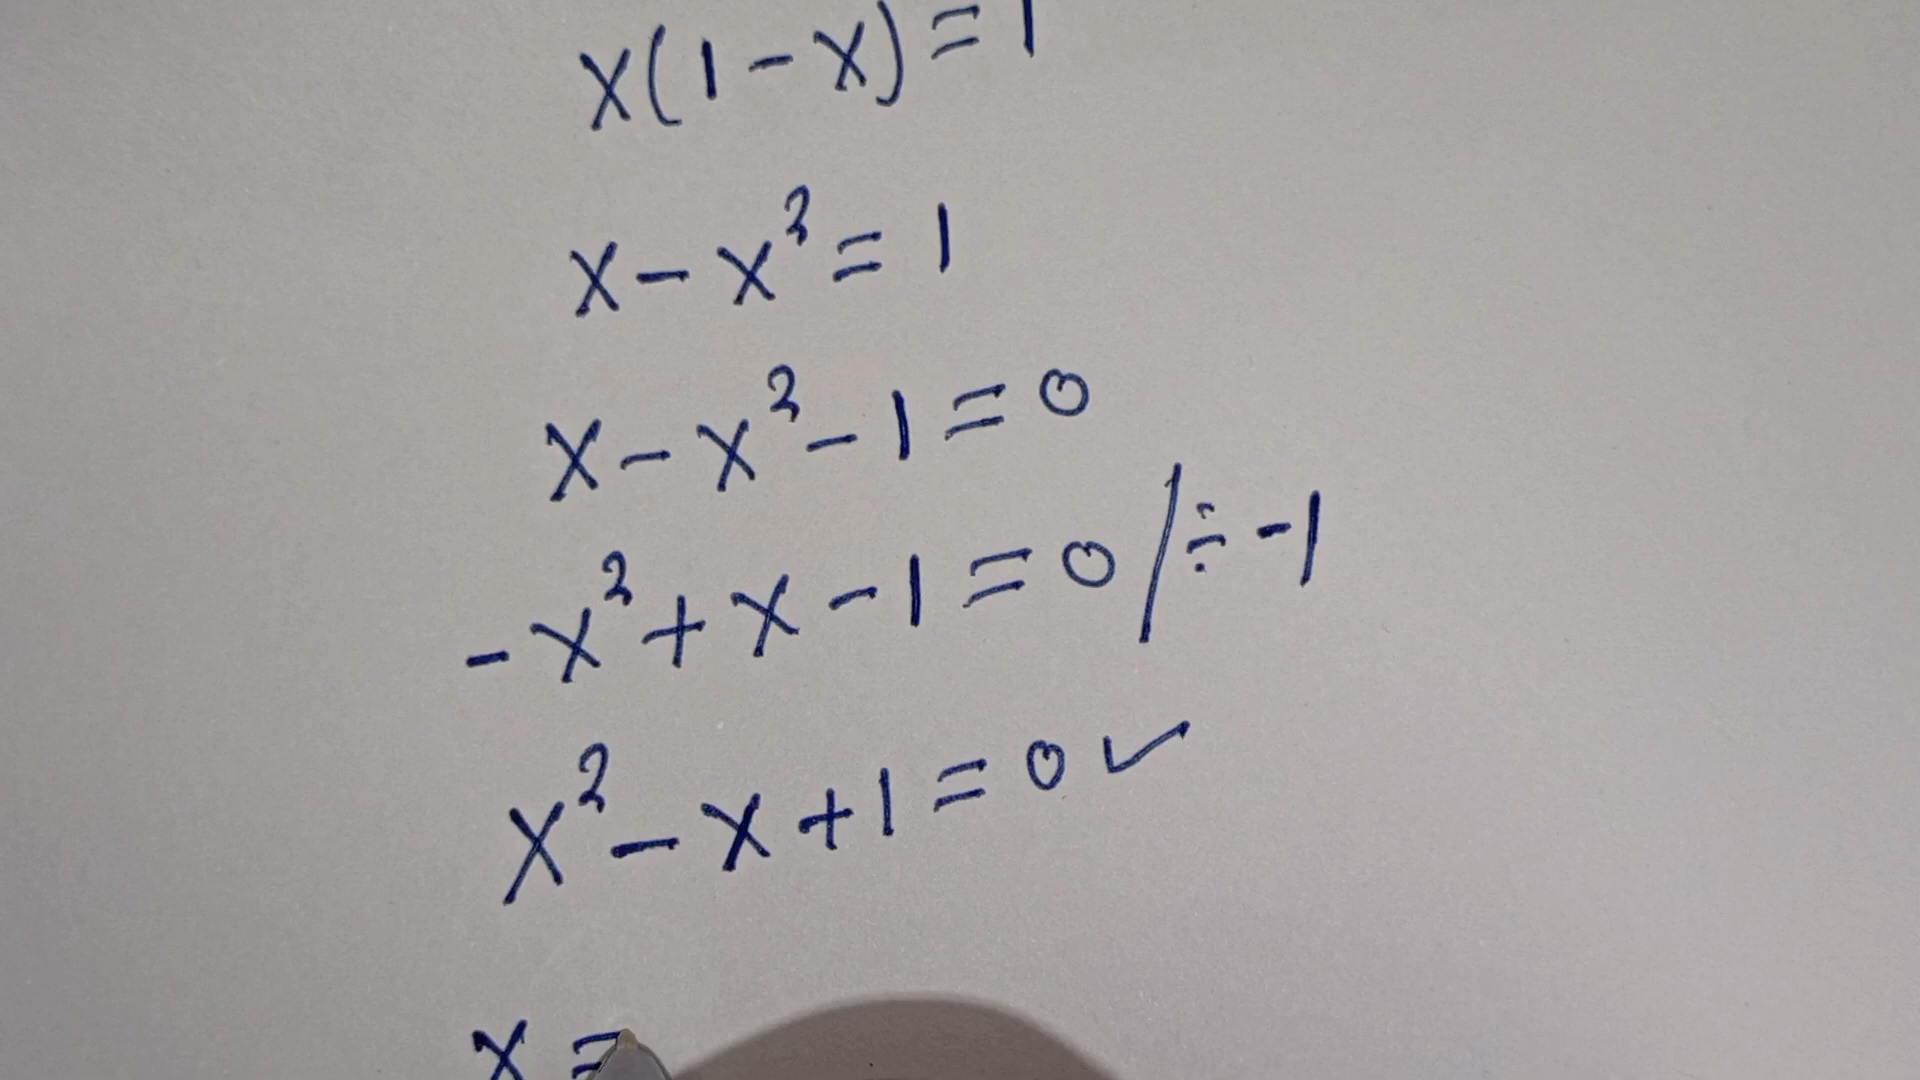 x(1-x)=1
x-x²=1
x-x²-1=0
-x²+x-1=0/÷-1
x²-x+1=0✓
x=